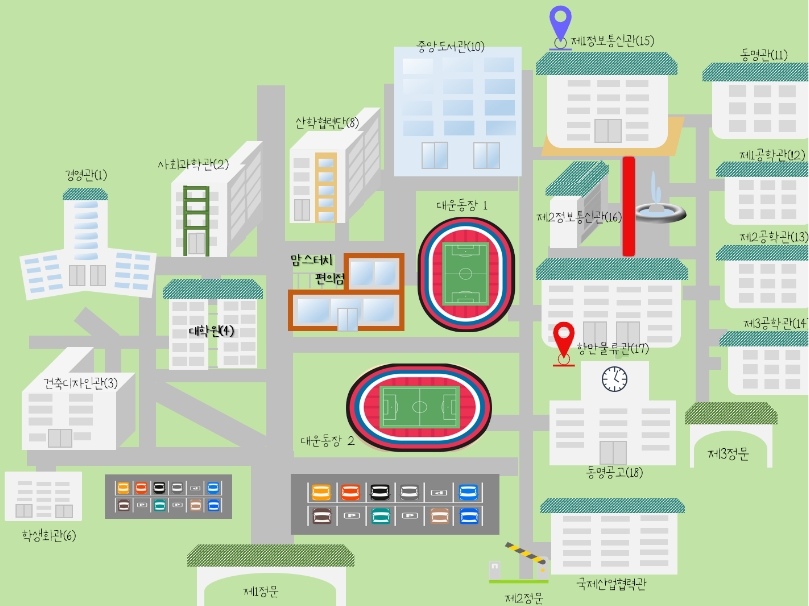 제1정보통신관(15)
중앙도서관(10)
동명관(11)
산학협력단(8)
사회과학관(2)
제1공학관(12)
경영관(1)
대운동장 1
제2정보통신관(16)
제2공학관(13)
맘스터치
편의점
제3공학관(14
대학원(4)
항만물류관(17)
건축디자인관(3)
대운동장 2
제3정문
동명공고(18)
학생회관(6)
국제산업협력관
제1정문
제2정문